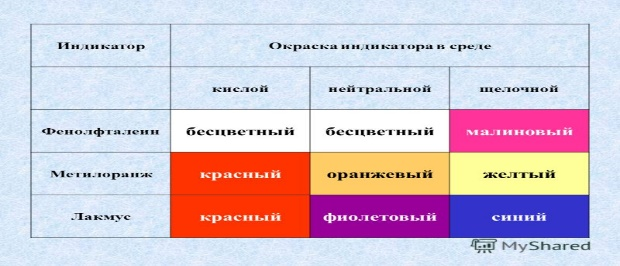 Индикатор Окраска индикатора в среде
кислой нейтральной щелочной
Фенолфталеин бесцветный бесцветный малиновый
Метилоранж красный оранжевый желтый
Лакмус красный фиолетовый синий
MyShared